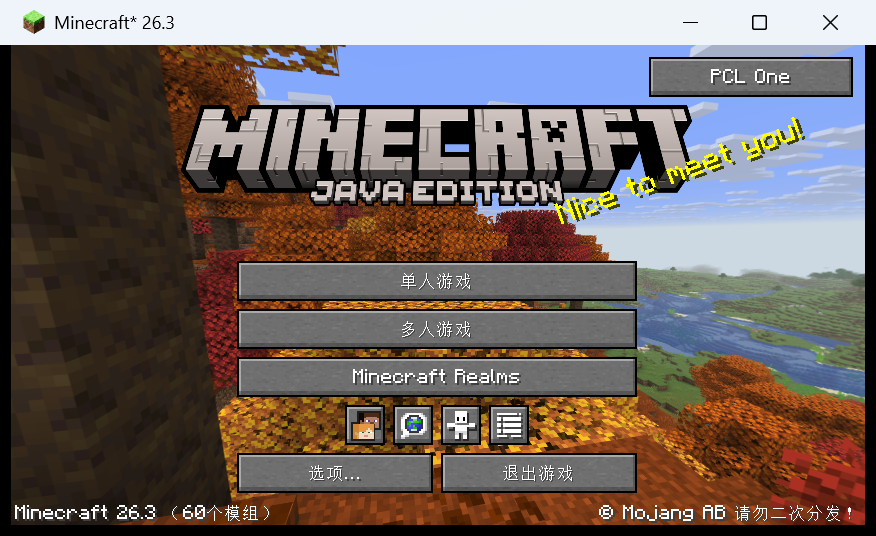 Minecraft* 26.3
PCL One
MINECRAFT
JAVA EDITION
Nice to meet you!
单人游戏
多人游戏
Minecraft Realms
选项...
退出游戏
Minecraft 26.3 （60个模组）
© Mojang AB 请勿二次分发！